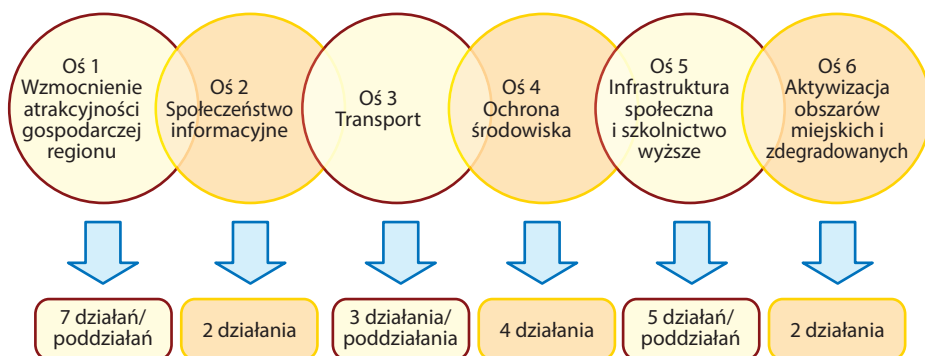 Oś 1
Wzmocnienie
atrakcyjności
gospodarczej
regionu
Oś 2
Społeczeństwo
informacyjne
Oś 3
Transport
Oś 4
Ochrona
środowiska
Oś 5
Infrastruktura
społeczna
i szkolnictwo
wyższe
Oś 6
Aktywizacja
obszarów
miejskich i
zdegradowanych
7 działań/
poddziałań
2 działania
3 działania/
poddziałania
4 działania
5 działań/
poddziałań
2 działania